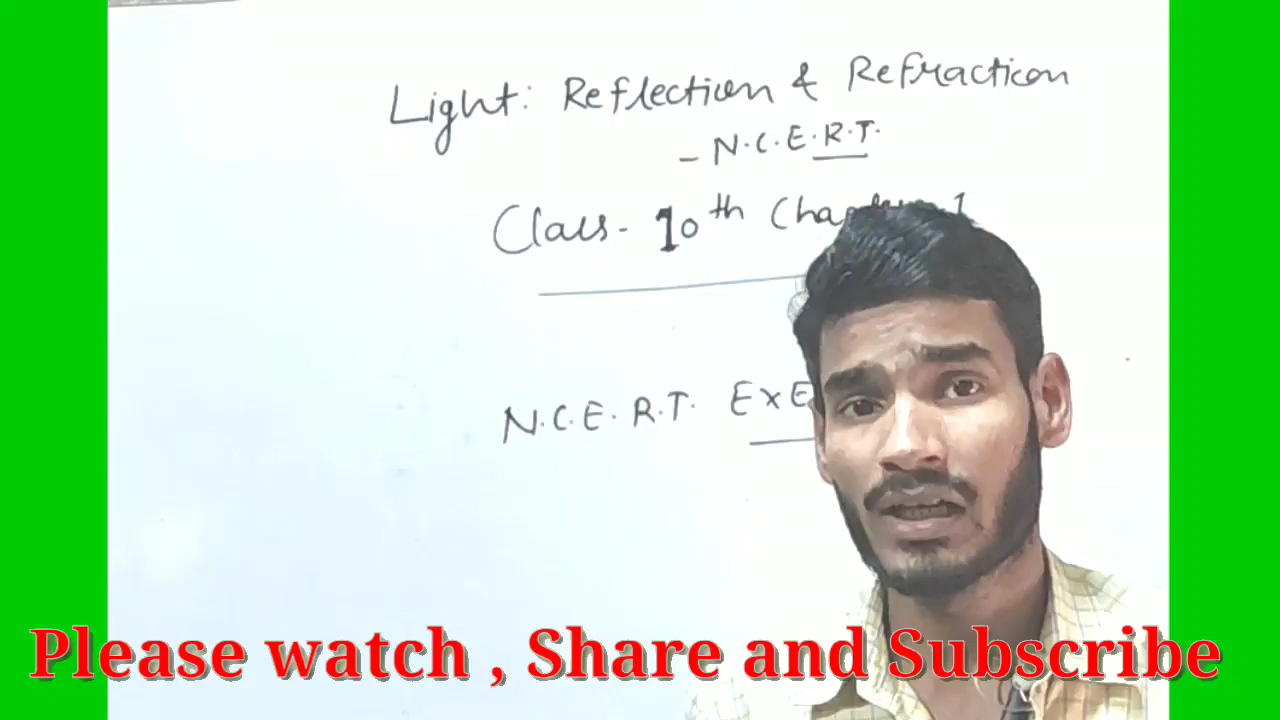 Light: Reflection & Refraction
- N.C.E.R.T.
Class- 10th
N.C.E.R.T.
Please watch , Share and Subscribe